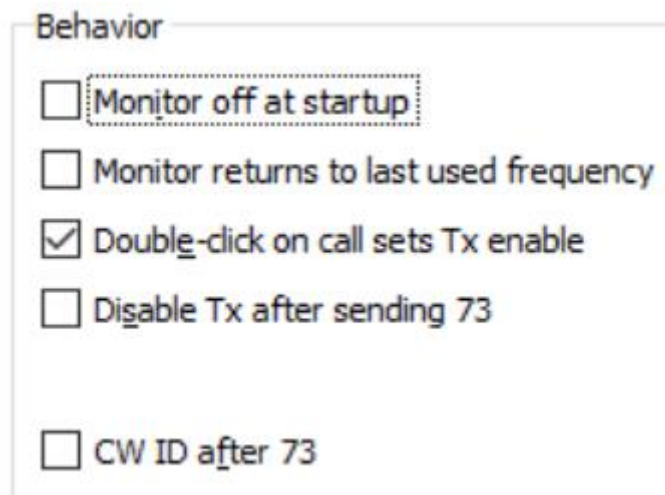 Behavior
Monitor off at startup
Monitor returns to last used frequency
Double-click on call sets Tx enable
Disable Tx after sending 73
CW ID after 73